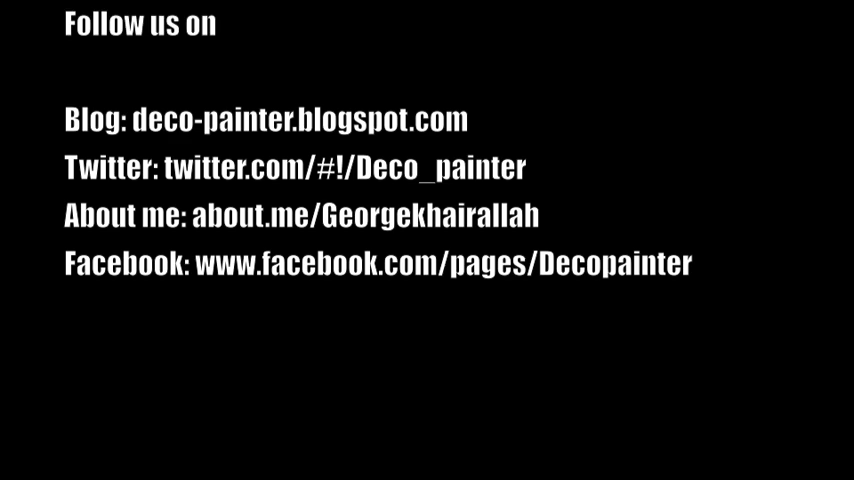 Follow us on
Blog: deco-painter.blogspot.com
Twitter: twitter.com/#!/Deco_painter
About me: about.me/Georgekhairallah
Facebook: www.facebook.com/pages/Decopainter